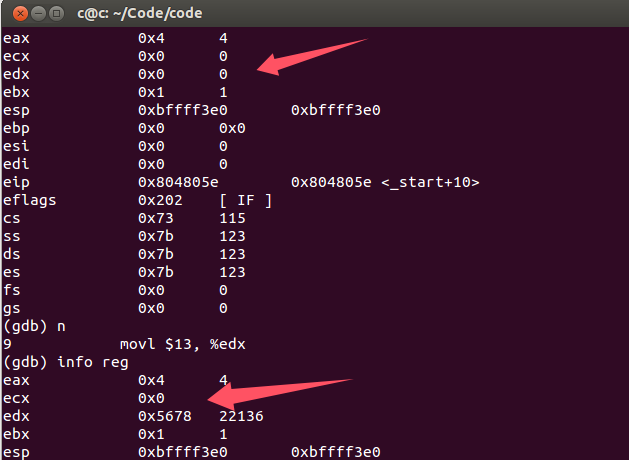 c@c: ~/Code/code
eax 0x4 4
ecx 0x0 0
edx 0x0 0
ebx 0x1 1
esp 0xbffff3e0 0xbffff3e0
ebp 0x0 0x0
esi 0x0 0
edi 0x0 0
eip 0x804805e 0x804805e <_start+10>
eflags 0x202 [ IF ]
cs 0x73 115
ss 0x7b 123
ds 0x7b 123
es 0x7b 123
fs 0x0 0
gs 0x0 0
(gdb) n
9 movl $13, %edx
(gdb) info reg
eax 0x4 4
ecx 0x0
edx 0x5678 22136
ebx 0x1 1
esp 0xbffff3e0 0xbffff3e0